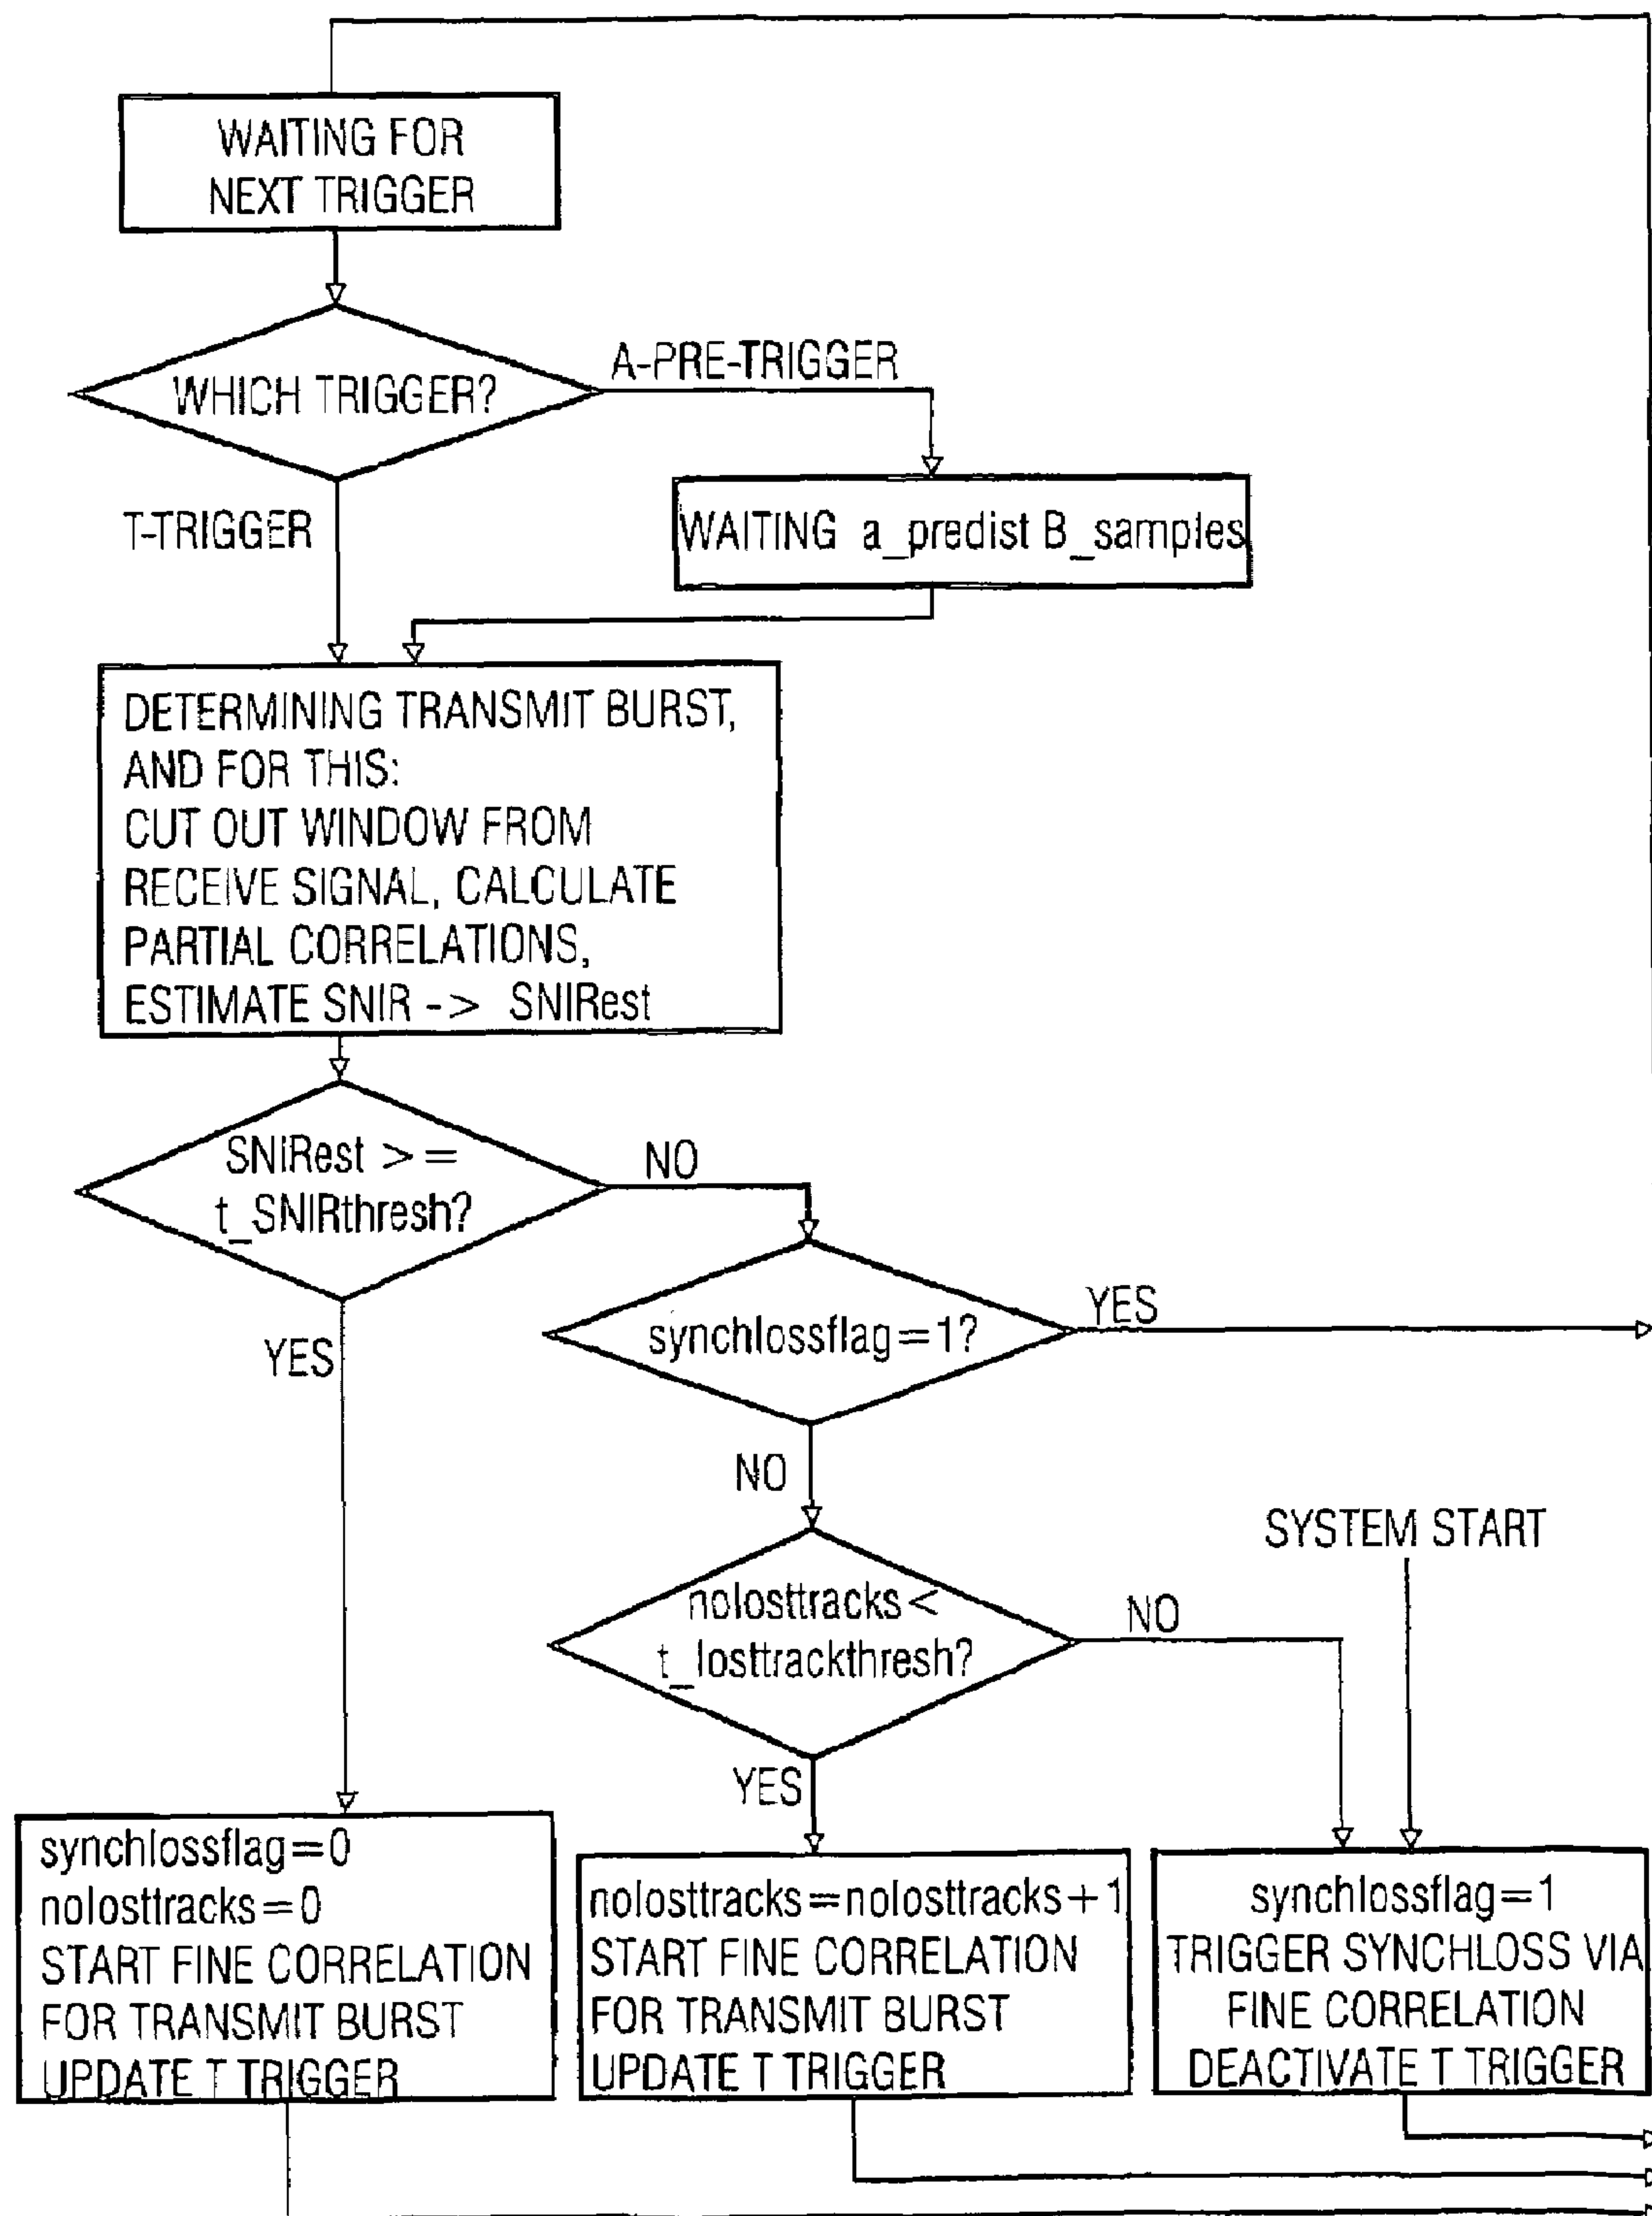 WAITING FOR
NEXT TRIGGER
WHICH TRIGGER?
A-PRE-TRIGGER
T-TRIGGER
WAITING a_predist B_samples
DETERMINING TRANSMIT BURST,
AND FOR THIS:
CUT OUT WINDOW FROM
RECEIVE SIGNAL, CALCULATE
PARTIAL CORRELATIONS,
ESTIMATE SNIR -> SNIRest
SNIRest >=
t_SNIRthresh?
NO
YES
synchlossflag=1?
YES
NO
SYSTEM START
nolosttracks<
t_losttrackthresh?
NO
YES
synchlossflag=0
nolosttracks=0
START FINE CORRELATION
FOR TRANSMIT BURST
UPDATE T TRIGGER
nolosttracks=nolosttracks+1
START FINE CORRELATION
FOR TRANSMIT BURST
UPDATE T TRIGGER
synchlossflag=1
TRIGGER SYNCHLOSS VIA
FINE CORRELATION
DEACTIVATE T TRIGGER